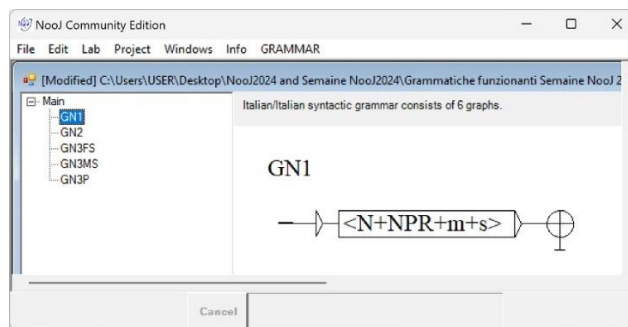 NooJ Community Edition
File Edit Lab Project Windows Info GRAMMAR
[Modified] C:\Users\USER\Desktop\NooJ2024 and Semaine NooJ2024\Grammatiche funzionanti Semaine NooJ 2
Main
GN1
GN2
GN3FS
GN3MS
GN3P
Italian/Italian syntactic grammar consists of 6 graphs.
GN1
<N+NPR+m+s>
Cancel